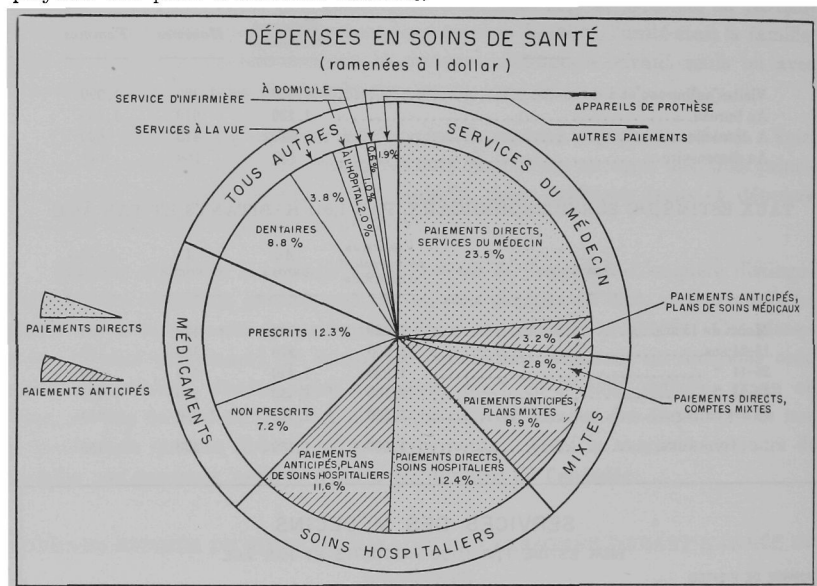 DÉPENSES EN SOINS DE SANTÉ
(ramenées à 1 dollar)
À DOMICILE
SERVICE D'INFIRMIÈRE
SERVICES À LA VUE
APPAREILS DE PROTHÈSE
AUTRES PAIEMENTS
TOUS AUTRES
SERVICES DU MÉDECIN
MIXTES
SOINS HOSPITALIERS
MÉDICAMENTS
DENTAIRES
8.8 %
3.8 %
À L'HÔPITAL 2.0 %
1.0 %
0.6 %
1.9%
PAIEMENTS DIRECTS,
SERVICES DU MÉDECIN
23.5 %
PAIEMENTS ANTICIPÉS,
PLANS DE SOINS MÉDICAUX
3.2 %
2.8 %
PAIEMENTS DIRECTS,
COMPTES MIXTES
PAIEMENTS ANTICIPÉS,
PLANS MIXTES
8.9 %
PAIEMENTS DIRECTS,
SOINS HOSPITALIERS
12.4%
PAIEMENTS
ANTICIPÉS, PLANS
DE SOINS HOSPITALIERS
11.6%
NON PRESCRITS
7.2 %
PRESCRITS 12.3%
PAIEMENTS DIRECTS
PAIEMENTS ANTICIPÉS